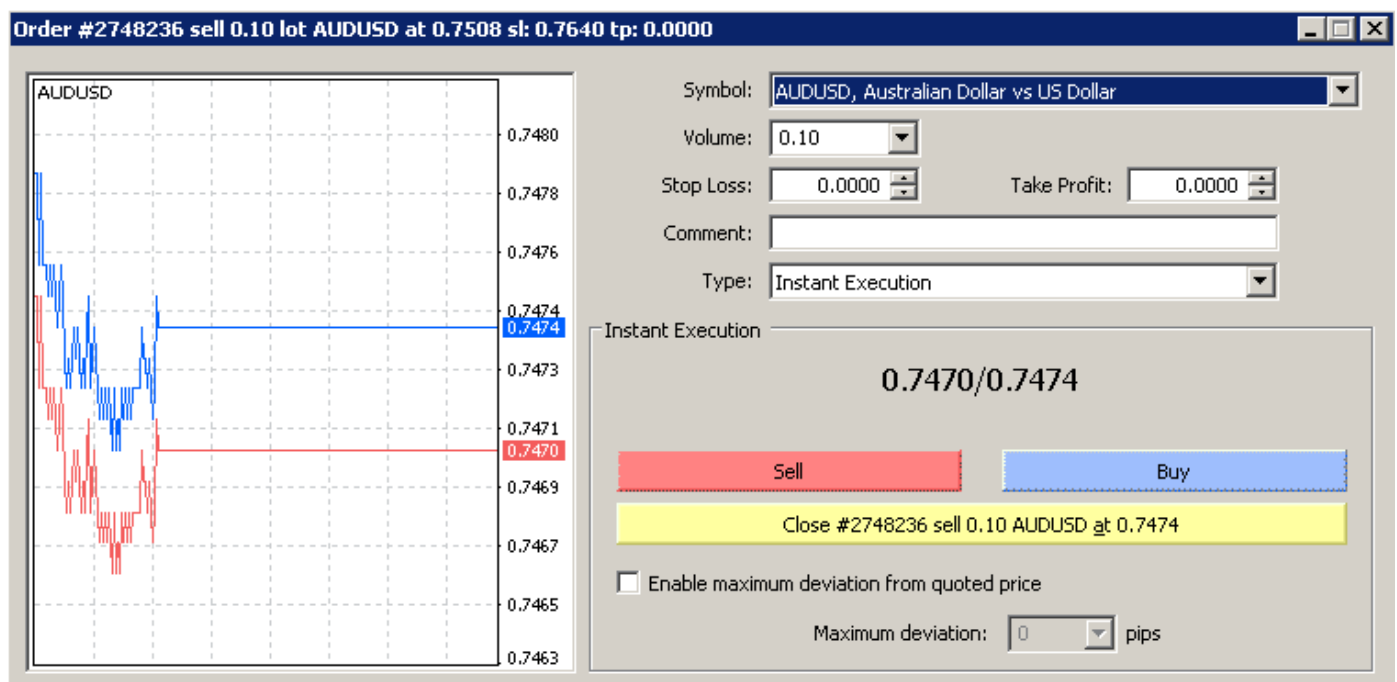 Order #2748236 sell 0.10 lot AUDUSD at 0.7508 sl: 0.7640 tp: 0.0000
AUDUSD
0.7480
0.7478
0.7476
0.7474
0.7474
0.7473
0.7471
0.7470
0.7469
0.7467
0.7465
0.7463
Symbol: AUDUSD, Australian Dollar vs US Dollar
Volume: 0.10
Stop Loss: 0.0000 Take Profit: 0.0000
Comment:
Type: Instant Execution
Instant Execution
0.7470/0.7474
Sell Buy
Close #2748236 sell 0.10 AUDUSD at 0.7474
Enable maximum deviation from quoted price
Maximum deviation: 0 pips